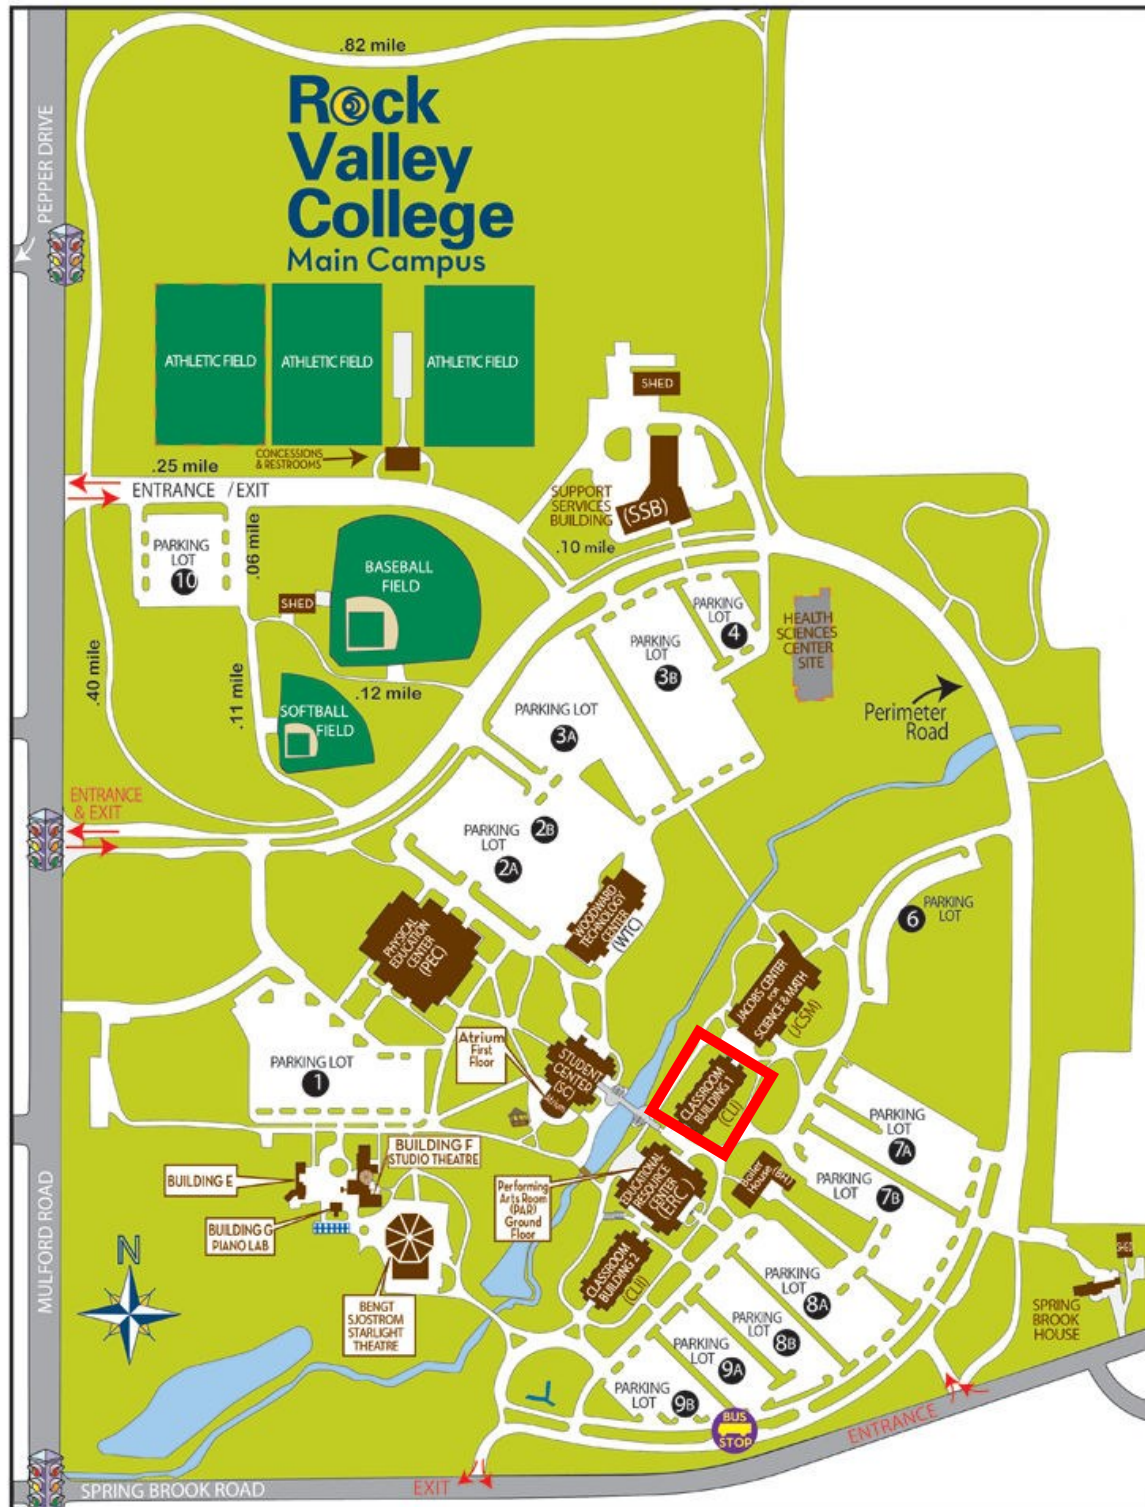 .82 mile
Rock
Valley
College
Main Campus
PEPPER DRIVE
ATHLETIC FIELD
ATHLETIC FIELD
ATHLETIC FIELD
SHED
CONCESSIONS
& RESTROOMS
.25 mile
ENTRANCE / EXIT
SUPPORT
SERVICES
BUILDING
(SSB)
.10 mile
PARKING
LOT
10
.06 mile
BASEBALL
FIELD
SHED
PARKING
LOT
4
HEALTH
SCIENCES
CENTER
SITE
PARKING
LOT
3B
.40 mile
.11 mile
.12 mile
SOFTBALL
FIELD
PARKING LOT
3A
Perimeter
Road
ENTRANCE
& EXIT
PARKING
LOT
2B
2A
PARKING
LOT
6
WOODWARD
TECHNOLOGY
CENTER
(WTC)
PHYSICAL
EDUCATION
CENTER
(PEC)
JACOBS CENTER
FOR
SCIENCE & MATH
(JCSM)
Atrium
First
Floor
STUDENT
CENTER
(SC)
Atrium
PARKING LOT
1
CLASSROOM
BUILDING 1
(CLI)
PARKING
LOT
7A
BUILDING F
STUDIO THEATRE
BUILDING E
Performing
Arts Room
(PAR)
Ground
Floor
EDUCATIONAL
RESOURCE
CENTER
(ERC)
Boiler
House
(BH)
PARKING
LOT
7B
BUILDING G
PIANO LAB
MULFORD ROAD
N
CLASSROOM
BUILDING 2
(CLII)
SHED
PARKING
LOT
8A
BENGT
SJOSTROM
STARLIGHT
THEATRE
PARKING
LOT
8B
SPRING
BROOK
HOUSE
PARKING
LOT
9A
PARKING
LOT
9B
BUS
STOP
ENTRANCE
EXIT
SPRING BROOK ROAD